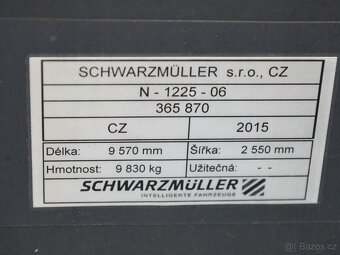 SCHWARZMÜLLER s.r.o., CZ
N - 1225 - 06
365 870
CZ 2015
Délka: 9 570 mm Šířka: 2 550 mm
Hmotnost: 9 830 kg Užitečná: - -
SCHWARZMÜLLER
INTELLIGENTE FAHRZEUGE
Bazoš.cz